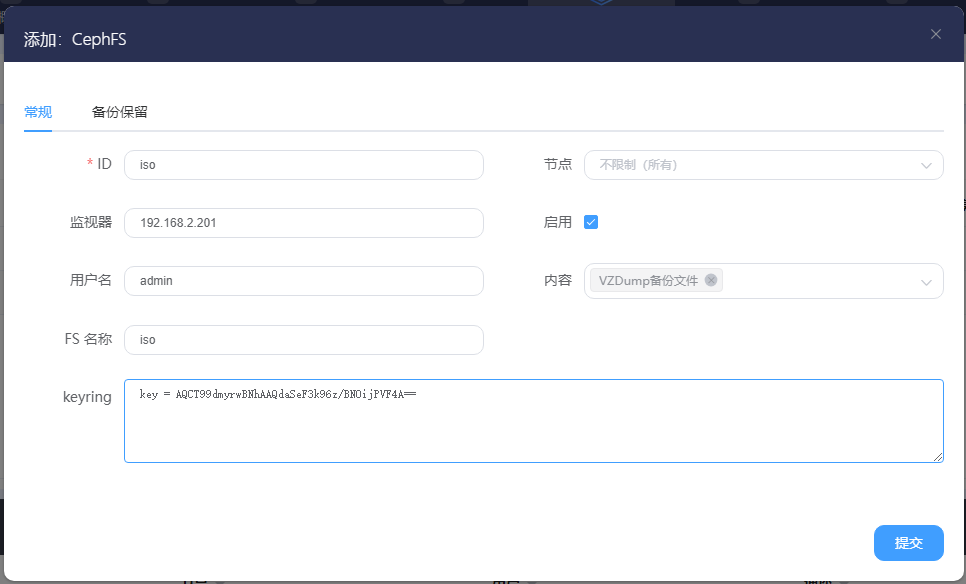 添加：CephFS
常规
备份保留
* ID
iso
节点
不限制（所有）
监视器
192.168.2.201
启用
用户名
admin
内容
VZDump备份文件
FS 名称
iso
keyring
key = AQCT99dmyrwBNhAAQdaSeF3k96z/BNOijPVF4A==
提交